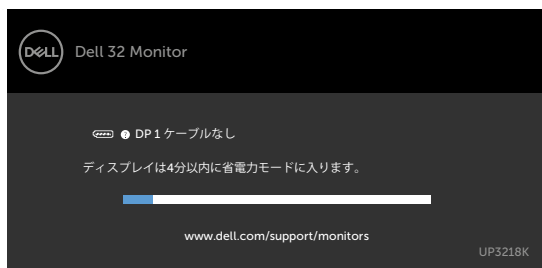 DELL
Dell 32 Monitor
DP 1 ケーブルなし
ディスプレイは4分以内に省電力モードに入ります。
www.dell.com/support/monitors
UP3218K